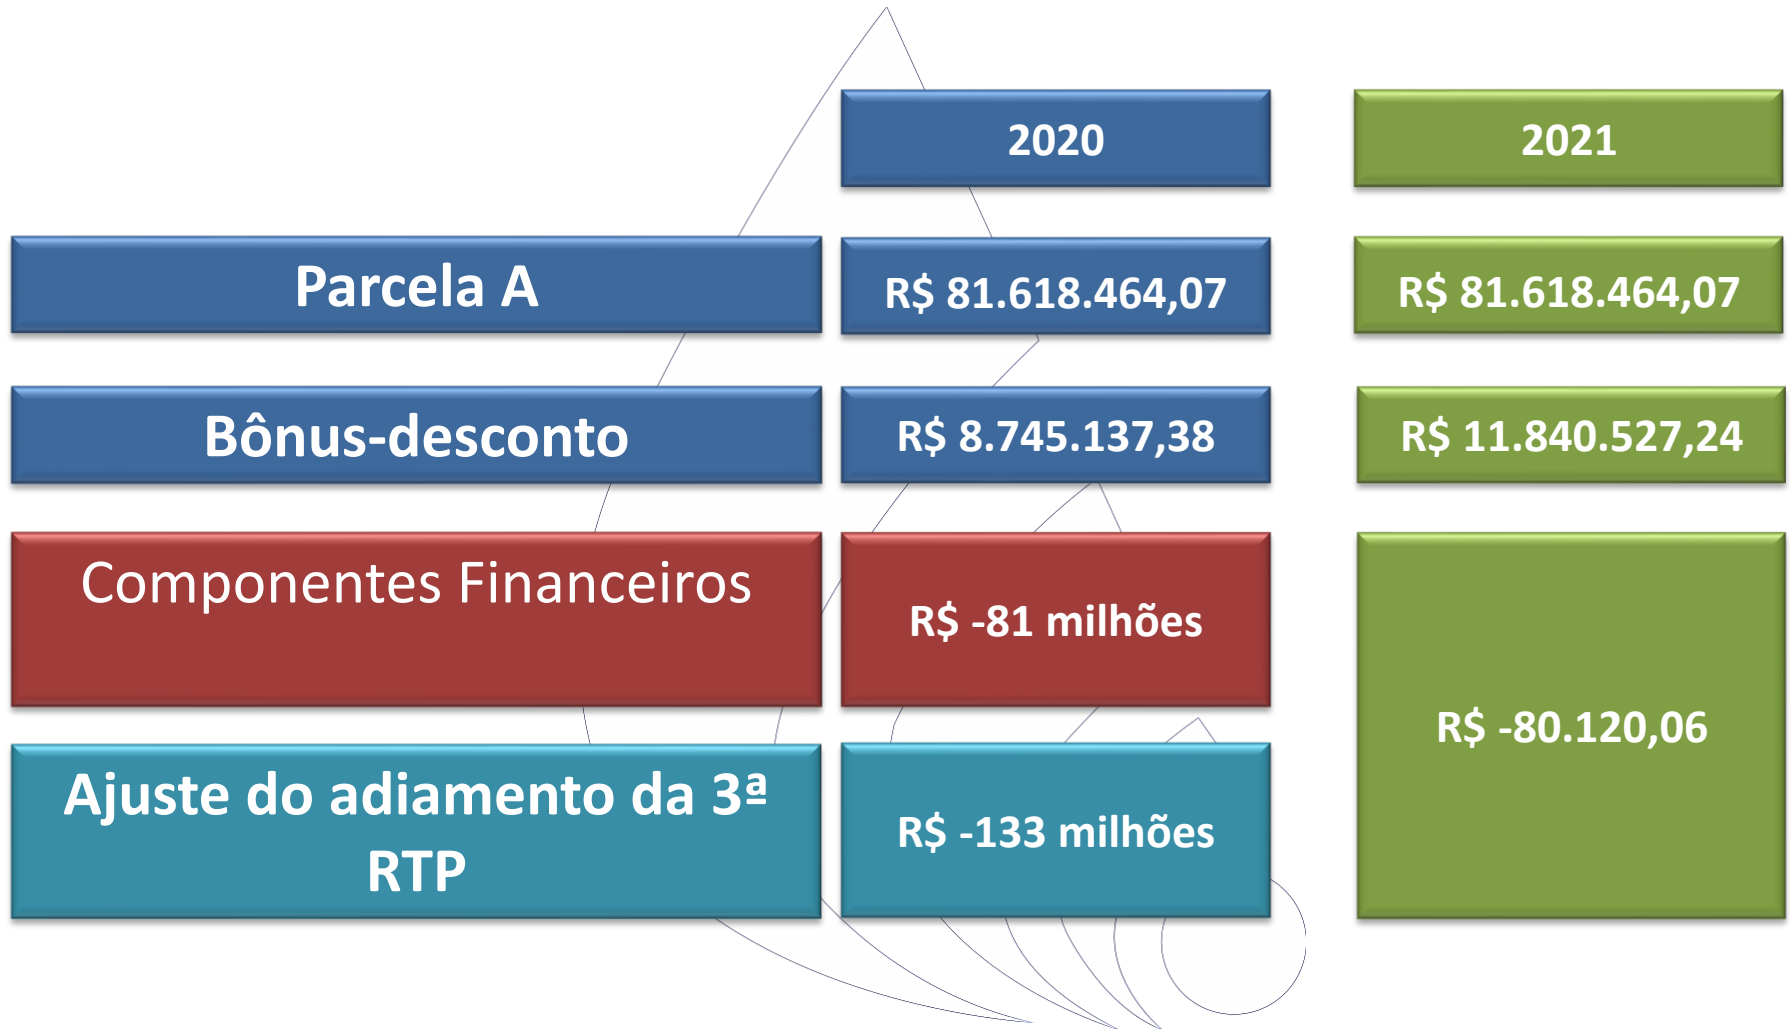 2020
2021
Parcela A
R$ 81.618.464,07
R$ 81.618.464,07
Bônus-desconto
R$ 8.745.137,38
R$ 11.840.527,24
Componentes Financeiros
R$ -81 milhões
R$ -80.120,06
Ajuste do adiamento da 3ª
RTP
R$ -133 milhões